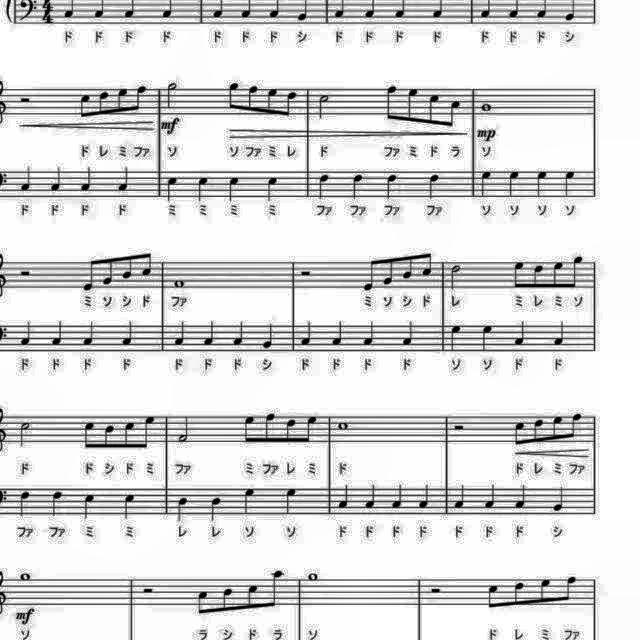 ド ド ド ド ド ド ド シ ド ド ド ド ド ド ド シ
mf mp
ド レ ミ ファ ソ ソ ファ ミ レ ド ファ ミ ド ラ ソ
ド ド ド ド ミ ミ ミ ミ ファ ファ ファ ファ ソ ソ ソ ソ
ミ ソ シ ド ファ ミ ソ シ ド レ ミ レ ミ ソ
ド ド ド ド ド ド ド シ ド ド ド ド ソ ソ ド ド
ド ド シ ド ミ ファ ミ ファ レ ミ ド ド レ ミ ファ
ファ ファ ミ ミ レ レ ソ ソ ド ド ド ド ド ド ド シ
mf
ソ ラ シ ド ラ ソ ド レ ミ ファ